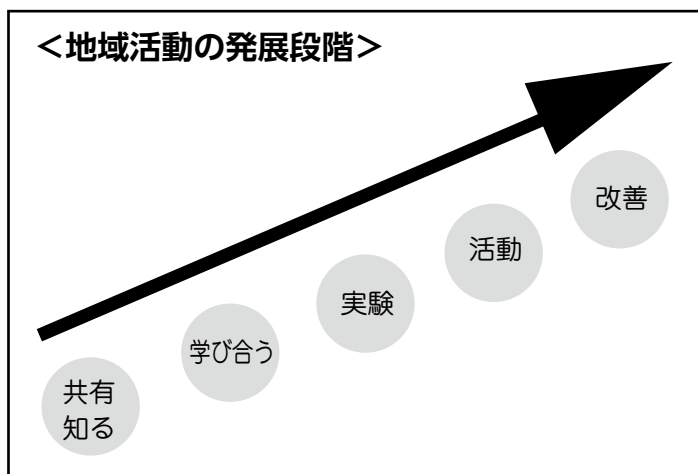 ＜地域活動の発展段階＞
共有
知る
学び合う
実験
活動
改善